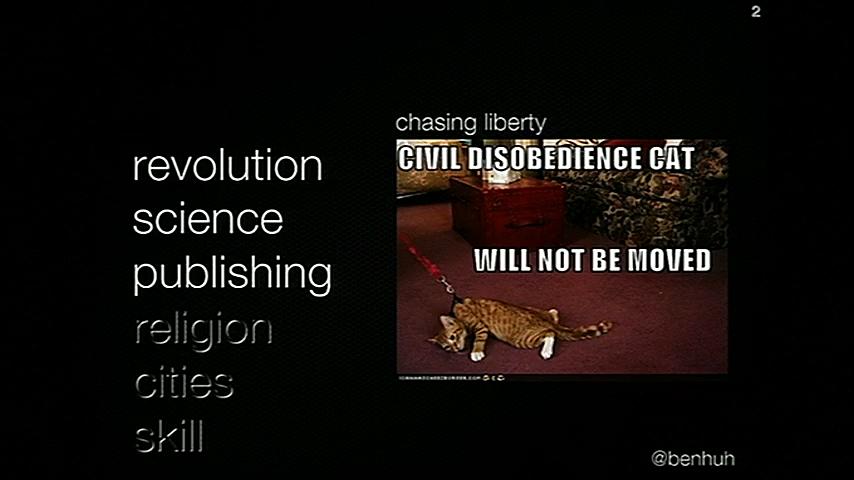 2
chasing liberty
CIVIL DISOBEDIENCE CAT
WILL NOT BE MOVED
revolution
science
publishing
religion
cities
skill
@benhuh